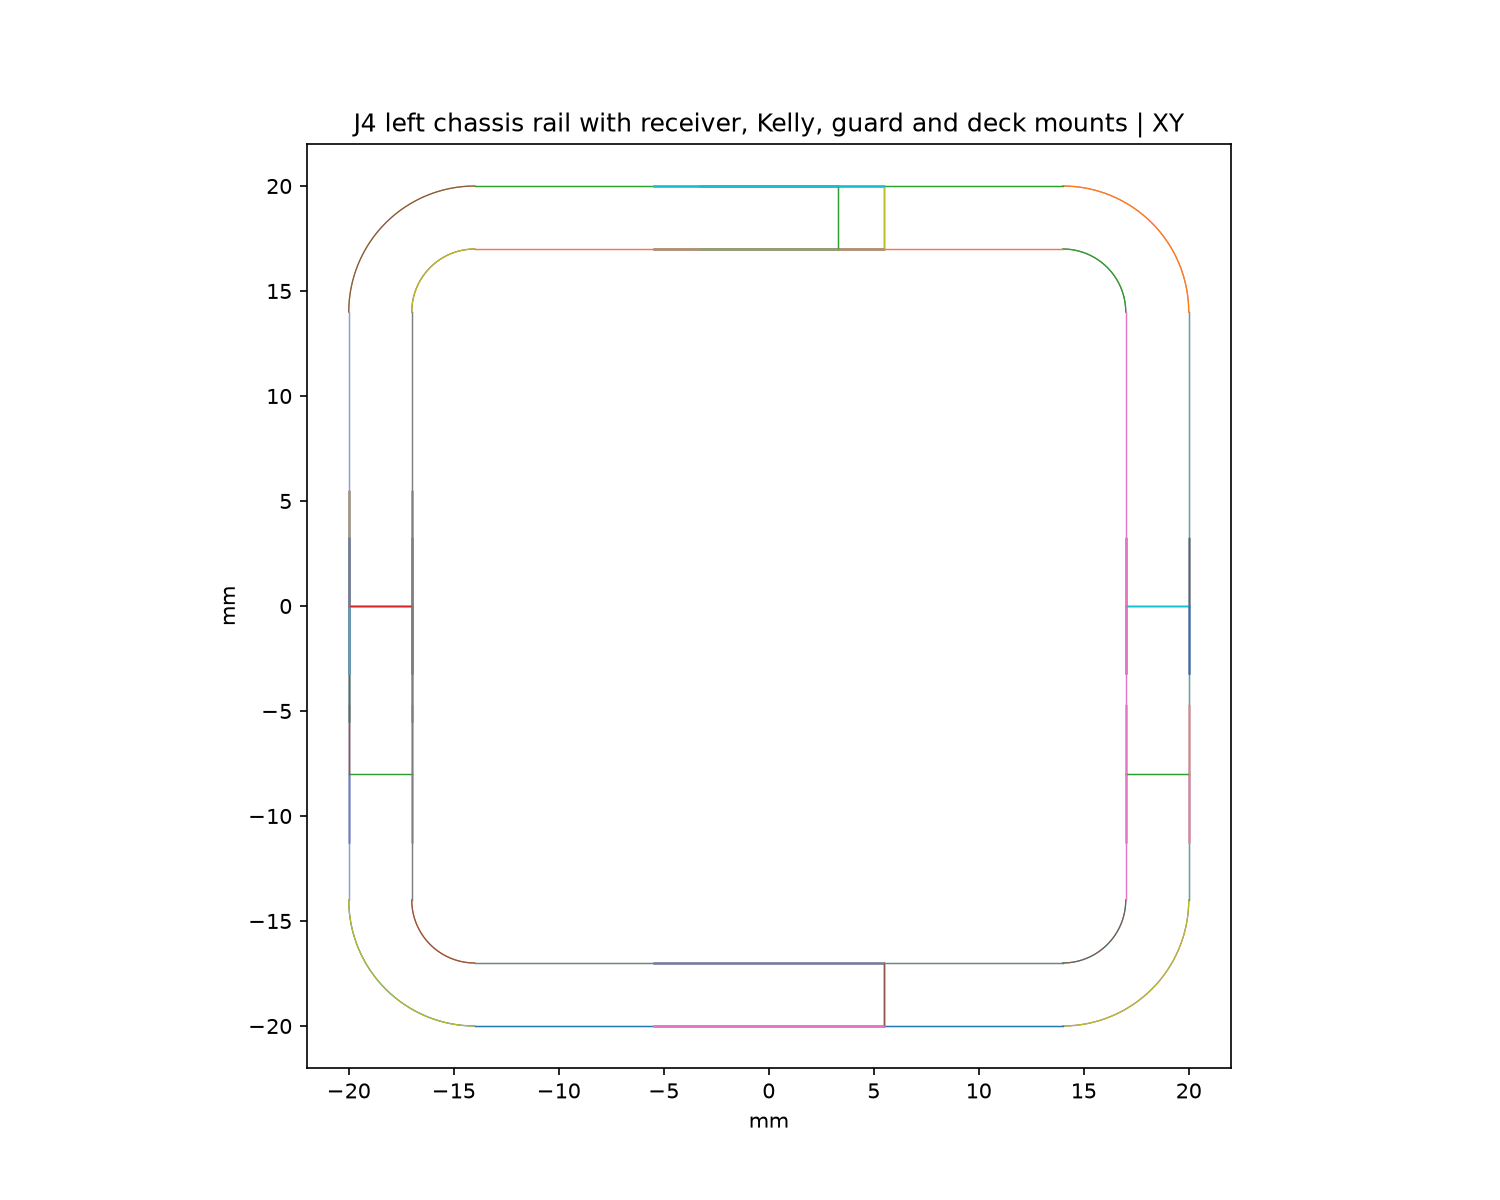 J4 left chassis rail with receiver, Kelly, guard and deck mounts | XY
20
15
10
5
0
−5
−10
−15
−20
mm
−20 −15 −10 −5 0 5 10 15 20
mm